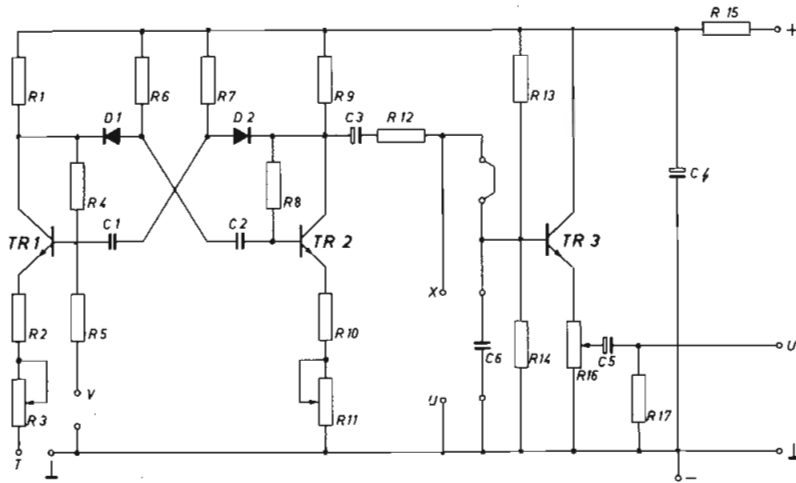 R 15
+
R1
R6
R7
R9
R13
D1
D2
C3
R12
C4
R4
R8
C1
C2
TR1
TR 2
TR 3
X
R2
R5
R10
C6
R14
R16
C5
U
R17
V
U
R3
R11
T
-